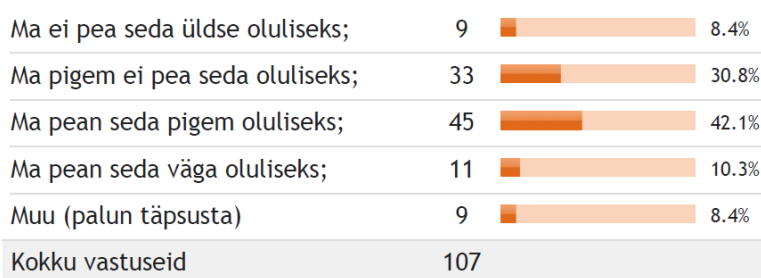 Ma ei pea seda üldse oluliseks; 9 8.4%
Ma pigem ei pea seda oluliseks; 33 30.8%
Ma pean seda pigem oluliseks; 45 42.1%
Ma pean seda väga oluliseks; 11 10.3%
Muu (palun täpsusta) 9 8.4%
Kokku vastuseid 107